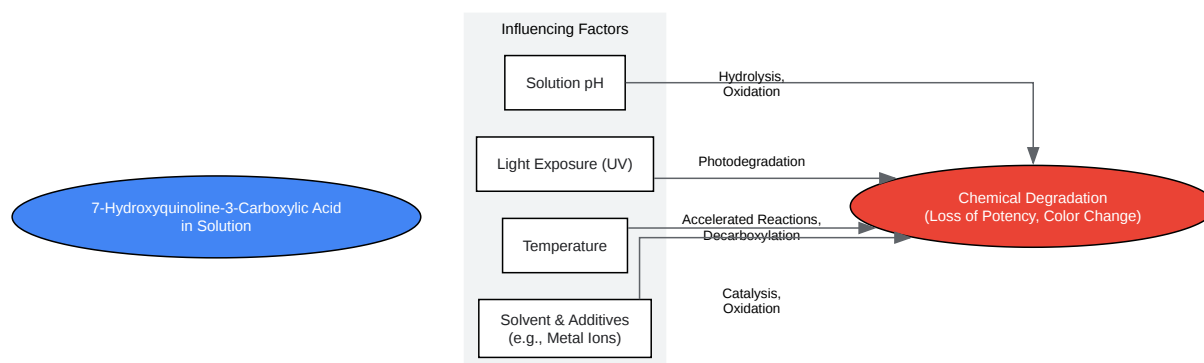 Influencing Factors
Solution pH
Hydrolysis,
Oxidation
Light Exposure (UV)
Photodegradation
7-Hydroxyquinoline-3-Carboxylic Acid
in Solution
Chemical Degradation
(Loss of Potency, Color Change)
Temperature
Accelerated Reactions,
Decarboxylation
Solvent & Additives
(e.g., Metal Ions)
Catalysis,
Oxidation